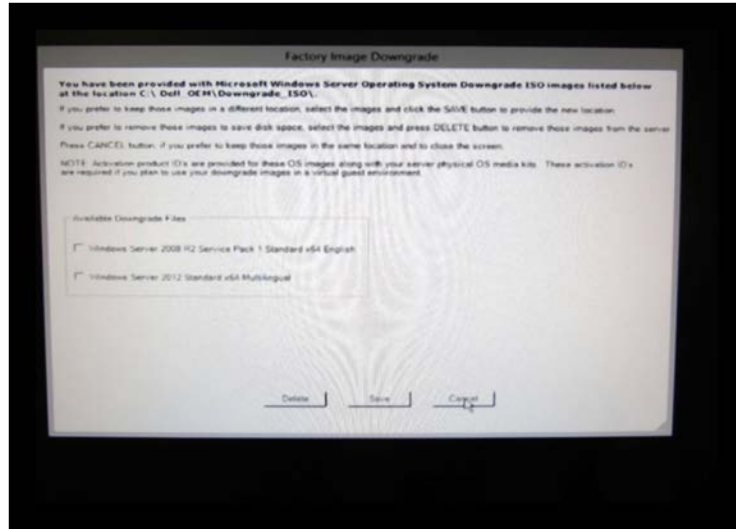 Factory Image Downgrade
You have been provided with Microsoft Windows Server Operating System Downgrade ISO images listed below
at the location C:\ Dell_OEM\Downgrade_ISO\.
If you prefer to keep those images in a different location, select the images and click the SAVE button to provide the new location
If you prefer to remove those images to save disk space, select the images and press DELETE button to remove those images from the server
Press CANCEL button, if you prefer to keep those images in the same location and to close the screen.
NOTE: Activation product ID's are provided for these OS images along with your server physical OS media kits. These activation ID's
are required if you plan to use your downgrade images in a virtual guest environment.
Available Downgrade Files
Windows Server 2008 R2 Service Pack 1 Standard x64 English
Windows Server 2012 Standard x64 Multilingual
Delete Save Cancel